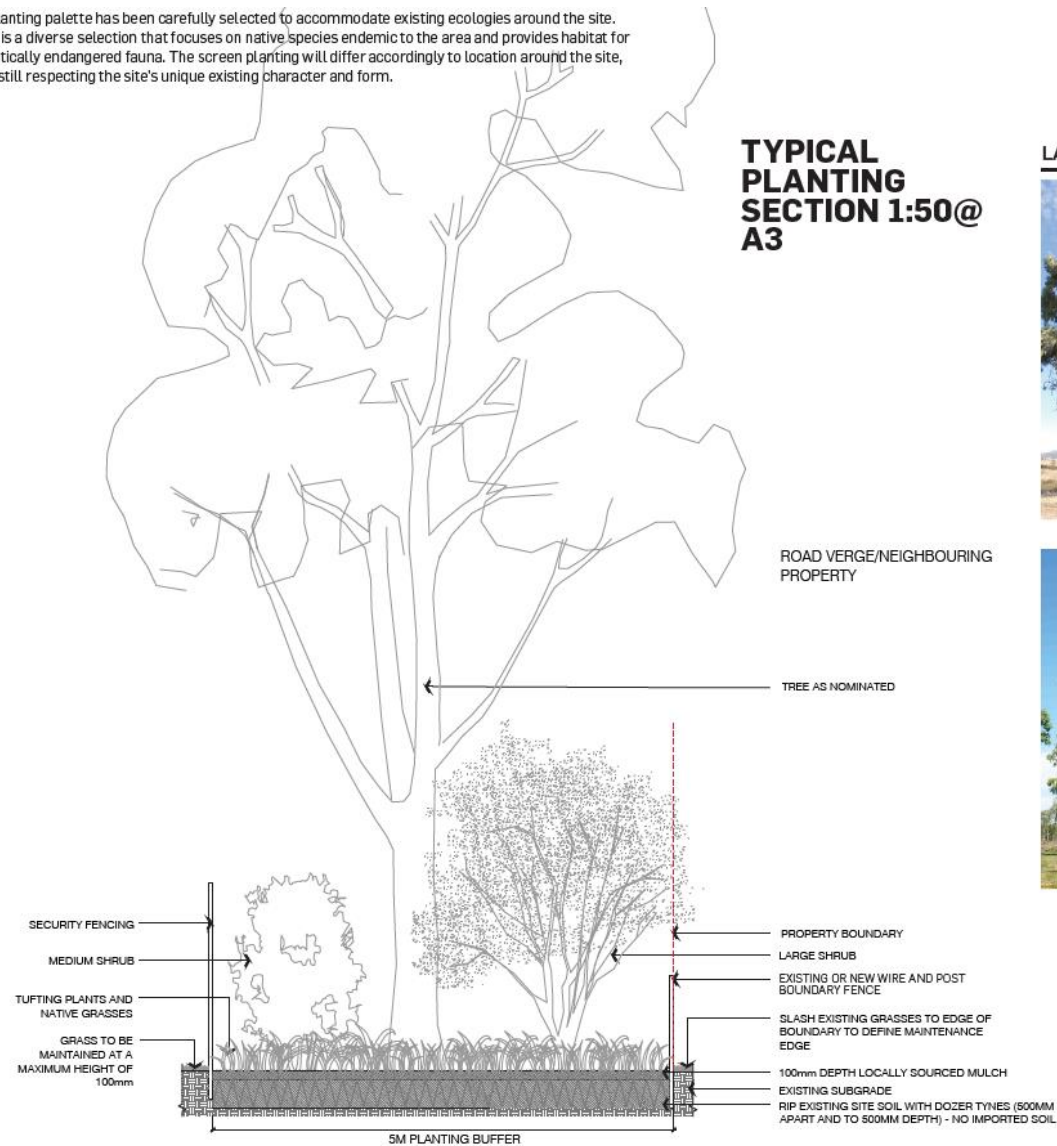 anting palette has been carefully selected to accommodate existing ecologies around the site.
is a diverse selection that focuses on native species endemic to the area and provides habitat for
tically endangered fauna. The screen planting will differ accordingly to location around the site,
still respecting the site's unique existing character and form.
TYPICAL
PLANTING
SECTION 1:50@
A3
LA
ROAD VERGE/NEIGHBOURING
PROPERTY
TREE AS NOMINATED
SECURITY FENCING
MEDIUM SHRUB
TUFTING PLANTS AND
NATIVE GRASSES
GRASS TO BE
MAINTAINED AT A
MAXIMUM HEIGHT OF
100mm
PROPERTY BOUNDARY
LARGE SHRUB
EXISTING OR NEW WIRE AND POST
BOUNDARY FENCE
SLASH EXISTING GRASSES TO EDGE OF
BOUNDARY TO DEFINE MAINTENANCE
EDGE
100mm DEPTH LOCALLY SOURCED MULCH
EXISTING SUBGRADE
RIP EXISTING SITE SOIL WITH DOZER TYNES (500MM
APART AND TO 500MM DEPTH) - NO IMPORTED SOIL
5M PLANTING BUFFER